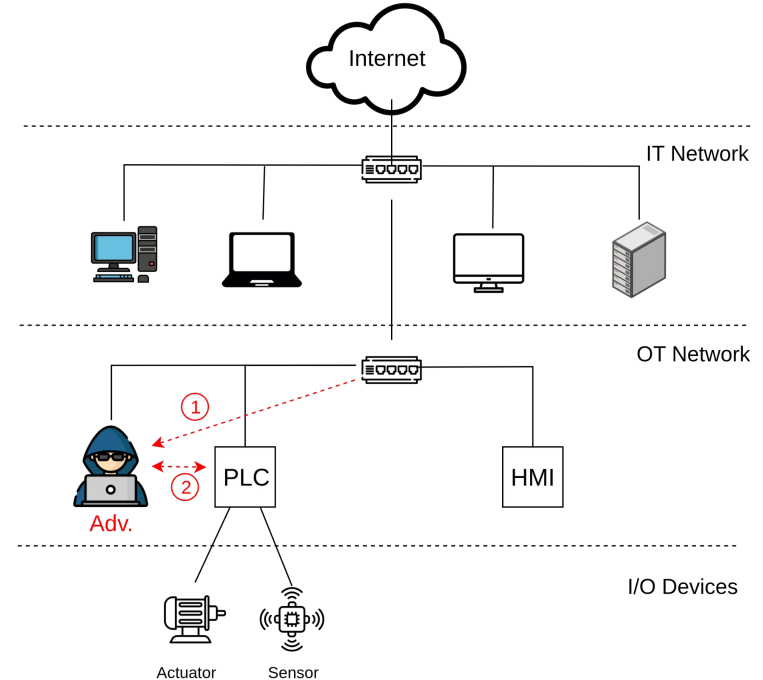 Internet
IT Network
OT Network
1
2
PLC
HMI
Adv.
I/O Devices
Actuator
Sensor